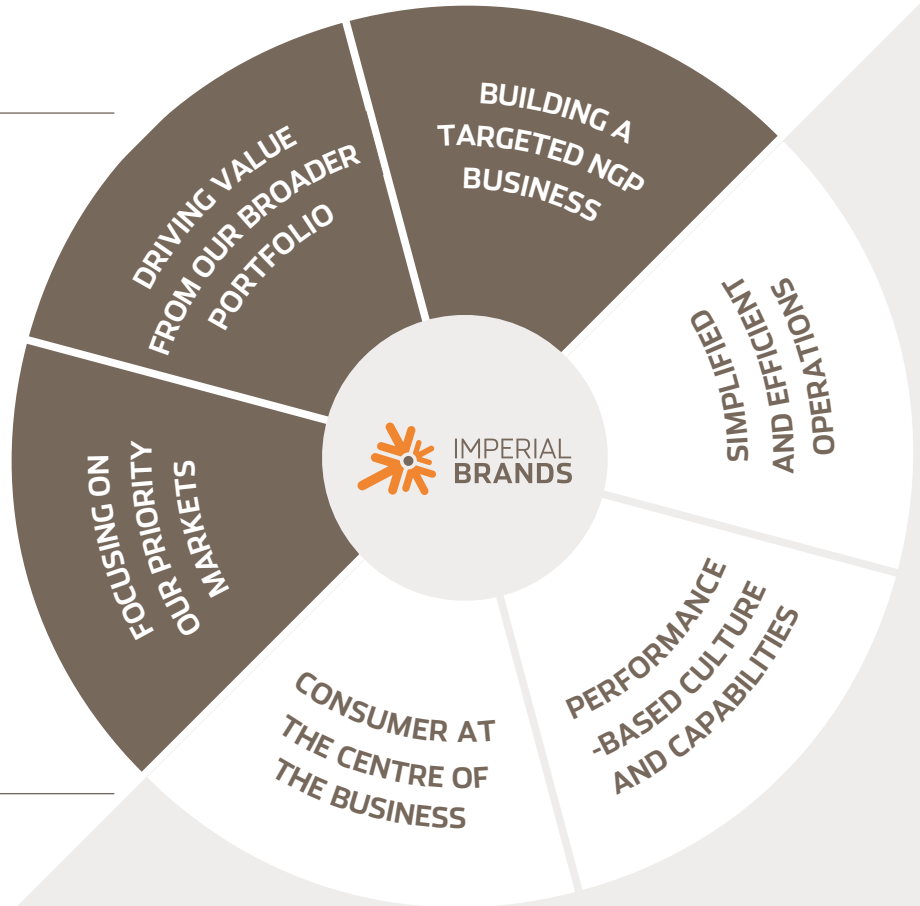 BUILDING A
TARGETED NGP
BUSINESS
DRIVING VALUE
FROM OUR BROADER
PORTFOLIO
SIMPLIFIED
AND EFFICIENT
OPERATIONS
FOCUSING ON
OUR PRIORITY
MARKETS
IMPERIAL
BRANDS
PERFORMANCE
-BASED CULTURE
AND CAPABILITIES
CONSUMER AT
THE CENTRE OF
THE BUSINESS